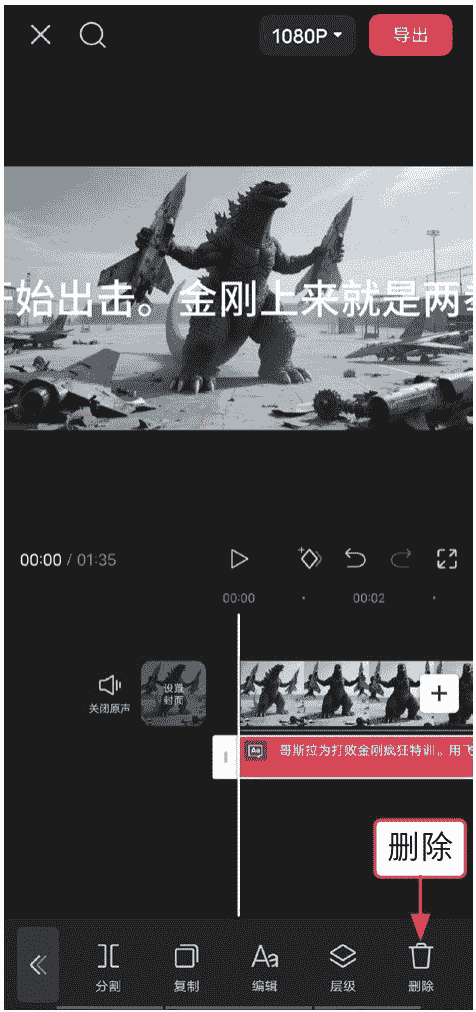 1080P
导出
开始出击。金刚上来就是两拳
00:00 / 01:35
00:00
00:02
关闭原声
设置
封面
哥斯拉为打败金刚疯狂特训。用飞
删除
分割
复制
编辑
层级
删除